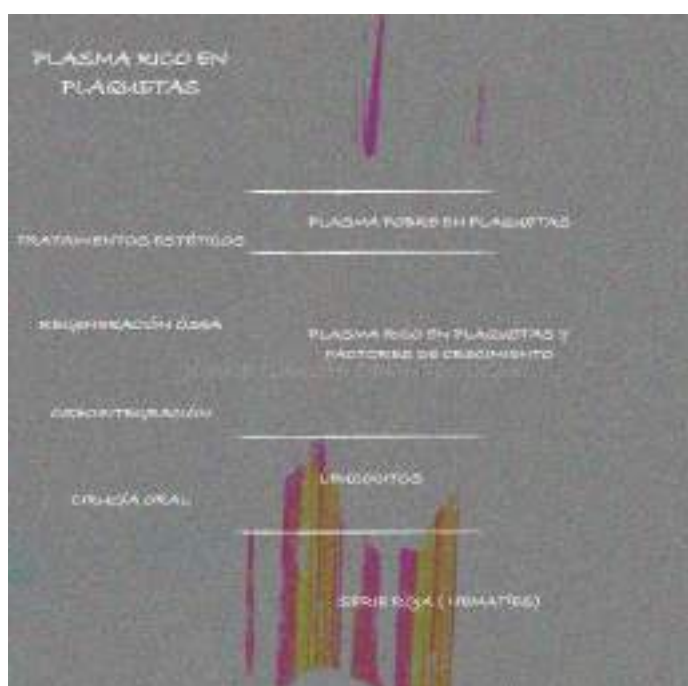 PLASMA RICO EN
PLAQUETAS
PLASMA POBRE EN PLAQUETAS
TRATAMIENTOS ESTÉTICOS
REGENERACIÓN ÓSEA
PLASMA RICO EN PLAQUETAS Y
FACTORES DE CRECIMIENTO
OSEOINTEGRACIÓN
LEUCOCITOS
CIRUGÍA ORAL
SERIE ROJA ( HEMATÍES)